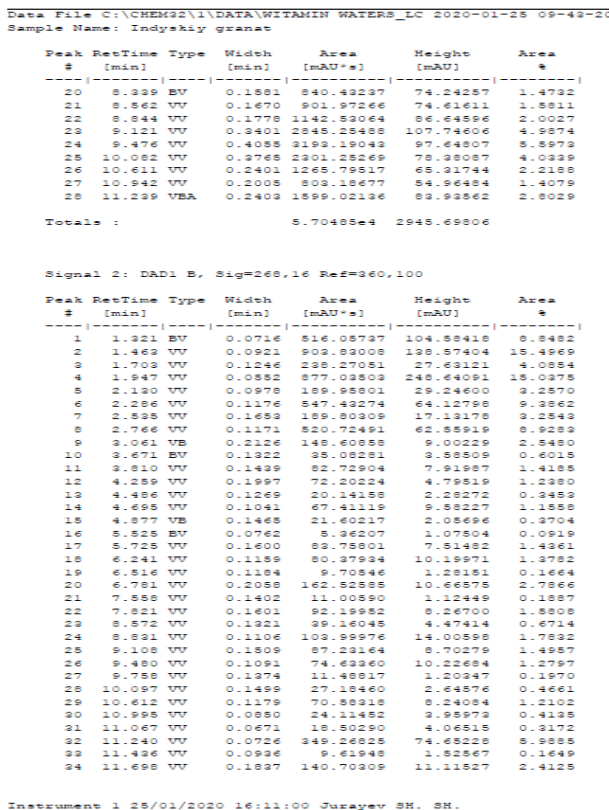 Data File C:\CHEM32\1\DATA\WITAMIN WATERS_LC 2020-01-25 09-43-20
Sample Name: Indyskiy granat
Peak RetTime Type Width Area Height Area
# [min] [min] [mAU*s] [mAU] %
----|-------|----|-------|----------|----------|--------|
20 8.339 BV 0.1581 840.43237 74.24257 1.4732
21 8.562 VV 0.1670 901.97266 74.61611 1.5811
22 8.844 VV 0.1778 1142.53064 86.64596 2.0027
23 9.121 VV 0.3401 2845.25488 107.74606 4.9874
24 9.476 VV 0.4055 3193.19043 97.64807 5.5973
25 10.082 VV 0.3765 2301.25269 78.38087 4.0339
26 10.611 VV 0.2401 1265.79517 65.31744 2.2188
27 10.942 VV 0.2005 803.18677 54.96484 1.4079
28 11.239 VBA 0.2403 1599.02136 83.93562 2.8029
Totals : 5.70485e4 2945.69806
Signal 2: DAD1 B, Sig=268,16 Ref=360,100
Peak RetTime Type Width Area Height Area
# [min] [min] [mAU*s] [mAU] %
----|-------|----|-------|----------|----------|--------|
1 1.321 BV 0.0716 516.05737 104.58418 8.8482
2 1.463 VV 0.0921 903.83008 138.57404 15.4969
3 1.703 VV 0.1246 238.27051 27.63121 4.0854
4 1.947 VV 0.0552 877.03503 248.64091 15.0375
5 2.130 VV 0.0978 189.95801 29.24600 3.2570
6 2.286 VV 0.1176 547.43274 64.12798 9.3862
7 2.535 VV 0.1653 189.80309 17.13178 3.2543
8 2.766 VV 0.1171 520.72491 62.55919 8.9283
9 3.061 VB 0.2126 148.60858 9.00229 2.5480
10 3.671 BV 0.1322 35.08281 3.58509 0.6015
11 3.810 VV 0.1439 82.72904 7.91987 1.4185
12 4.259 VV 0.1997 72.20224 4.79519 1.2380
13 4.486 VV 0.1269 20.14158 2.28272 0.3453
14 4.695 VV 0.1041 67.41119 9.58227 1.1558
15 4.877 VB 0.1465 21.60217 2.05696 0.3704
16 5.525 BV 0.0762 5.36207 1.07504 0.0919
17 5.725 VV 0.1600 83.75801 7.51482 1.4361
18 6.241 VV 0.1159 80.37934 10.19971 1.3782
19 6.516 VV 0.1184 9.70546 1.28151 0.1664
20 6.781 VV 0.2058 162.52585 10.66575 2.7866
21 7.558 VV 0.1402 11.00590 1.12449 0.1887
22 7.821 VV 0.1601 92.19952 8.26700 1.5808
23 8.572 VV 0.1321 39.16045 4.47414 0.6714
24 8.831 VV 0.1106 103.99976 14.00598 1.7832
25 9.108 VV 0.1509 87.23164 8.70279 1.4957
26 9.480 VV 0.1091 74.63360 10.22684 1.2797
27 9.758 VV 0.1374 11.48817 1.20347 0.1970
28 10.097 VV 0.1499 27.18460 2.64576 0.4661
29 10.612 VV 0.1179 70.58318 8.24084 1.2102
30 10.995 VV 0.0850 24.11452 3.95973 0.4135
31 11.067 VV 0.0671 18.50290 4.06515 0.3172
32 11.240 VV 0.0726 349.26825 74.65228 5.9885
33 11.436 VV 0.0936 9.61948 1.52567 0.1649
34 11.698 VV 0.1837 140.70309 11.11527 2.4125
Instrument 1 25/01/2020 16:11:00 Jurayev SH. SH.